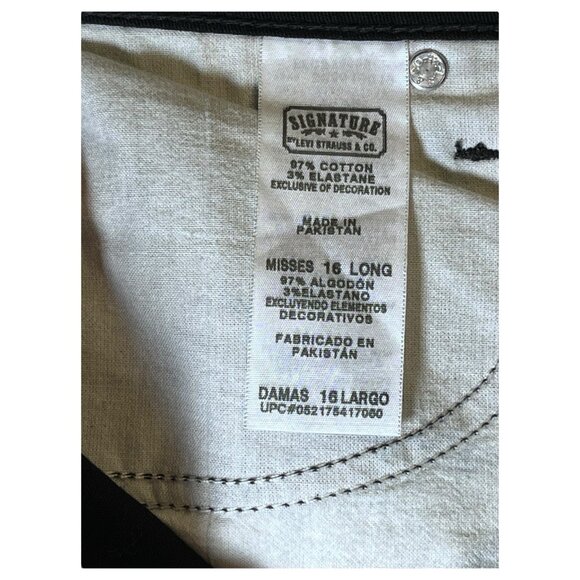 SIGNATURE
BY LEVI STRAUSS & CO.
97% COTTON
3% ELASTANE
EXCLUSIVE OF DECORATION
MADE IN
PAKISTAN
MISSES 16 LONG
97% ALGODÓN
3% ELASTANO
EXCLUYENDO ELEMENTOS
DECORATIVOS
FABRICADO EN
PAKISTÁN
DAMAS 16 LARGO
UPC#052175417060